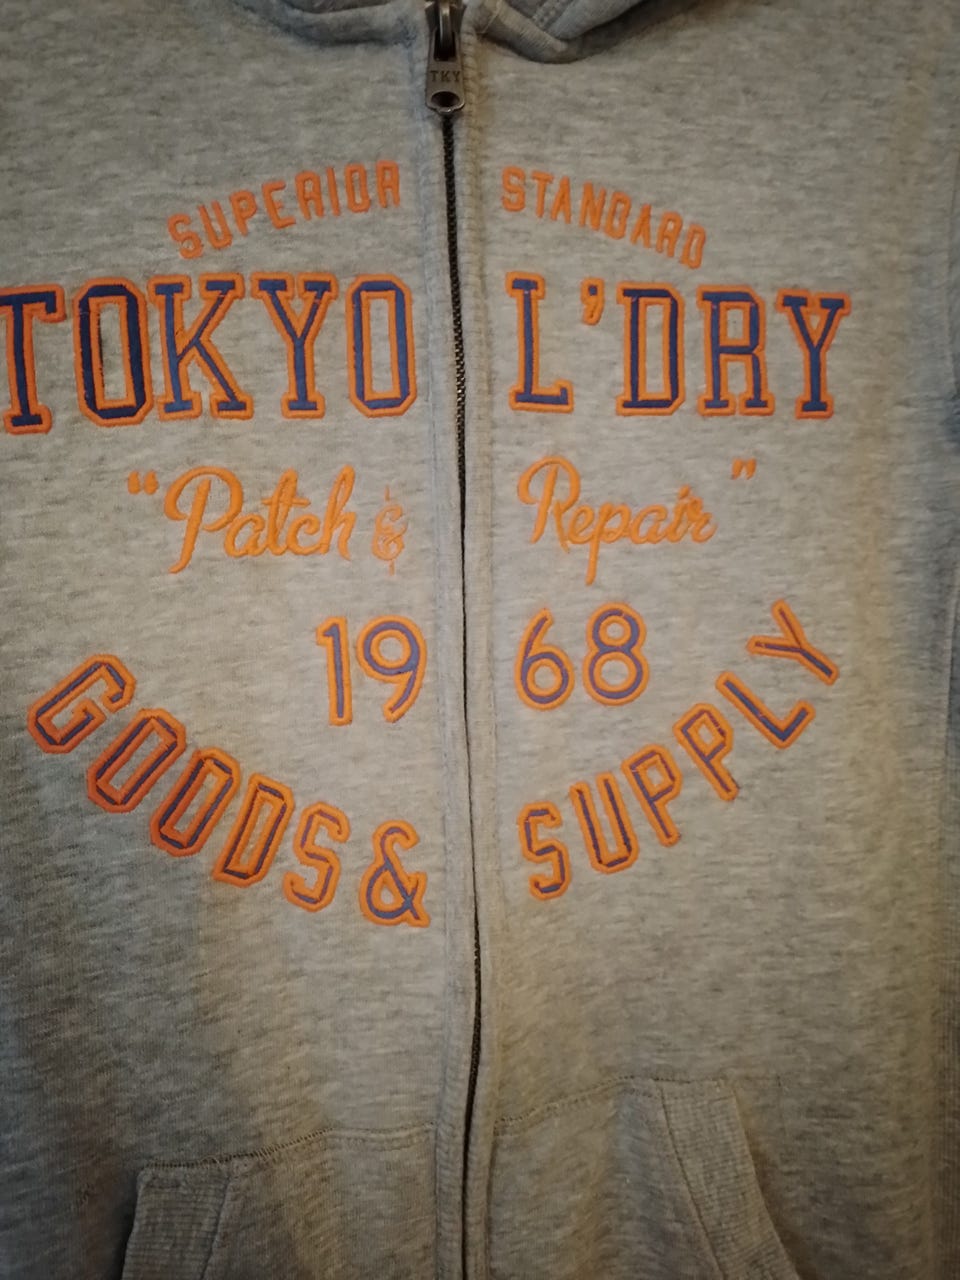 TKY
SUPERIOR STANDARD
TOKYO L'DRY
"Patch & Repair"
1968
GOODS & SUPPLY